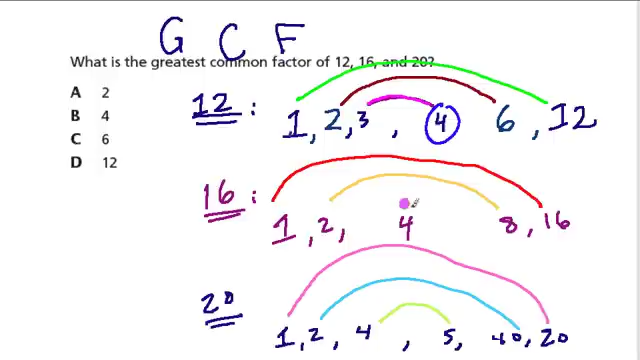 G C F
What is the greatest common factor of 12, 16, and 20?
A 2
B 4
C 6
D 12
12: 1, 2, 3, 4 6, 12
16: 1, 2, 4 8, 16
20 1, 2, 4, 5, 40, 20